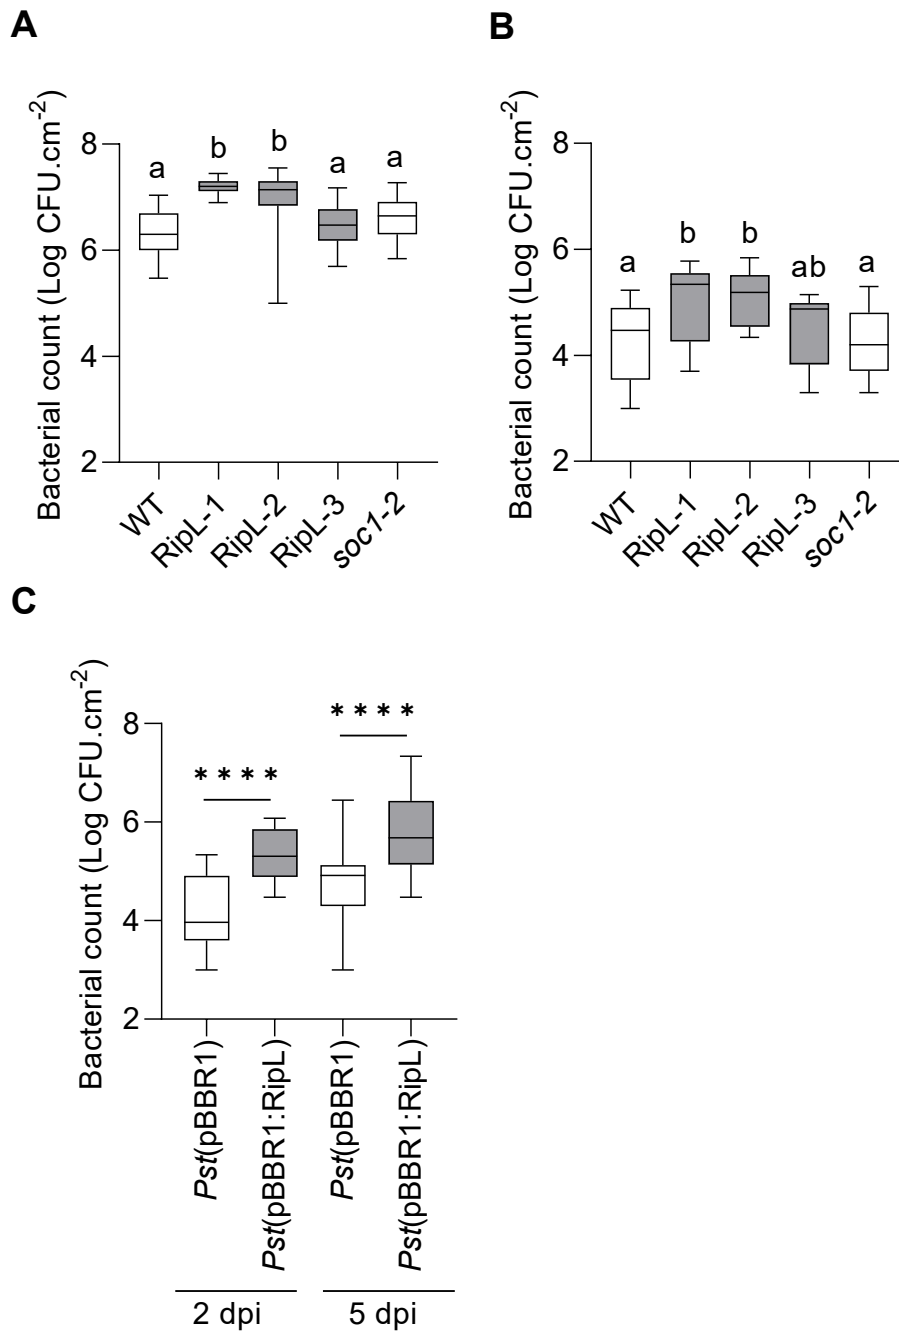 A
Bacterial count (Log CFU.cm-2)
8
6
4
2
a
b
b
a
a
WT
RipL-1
RipL-2
RipL-3
soc1-2
B
Bacterial count (Log CFU.cm-2)
8
6
4
2
a
b
b
ab
a
WT
RipL-1
RipL-2
RipL-3
soc1-2
C
Bacterial count (Log CFU.cm-2)
8
6
4
2
****
****
Pst(pBBR1)
Pst(pBBR1:RipL)
Pst(pBBR1)
Pst(pBBR1:RipL)
2 dpi
5 dpi